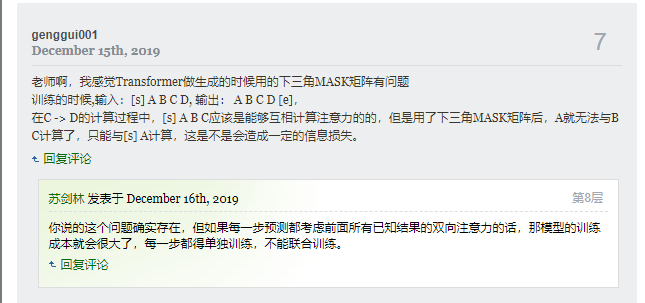 genggui001
December 15th, 2019
7
老师啊，我感觉Transformer做生成的时候用的下三角MASK矩阵有问题
训练的时候,输入：[s] A B C D, 输出： A B C D [e]，
在C -> D的计算过程中，[s] A B C应该是能够互相计算注意力的的，但是用了下三角MASK矩阵后，A就无法与B
C计算了，只能与[s] A计算，这是不是会造成一定的信息损失。
回复评论
苏剑林 发表于 December 16th, 2019
第8层
你说的这个问题确实存在，但如果每一步预测都考虑前面所有已知结果的双向注意力的话，那模型的训练
成本就会很大了，每一步都得单独训练，不能联合训练。
回复评论